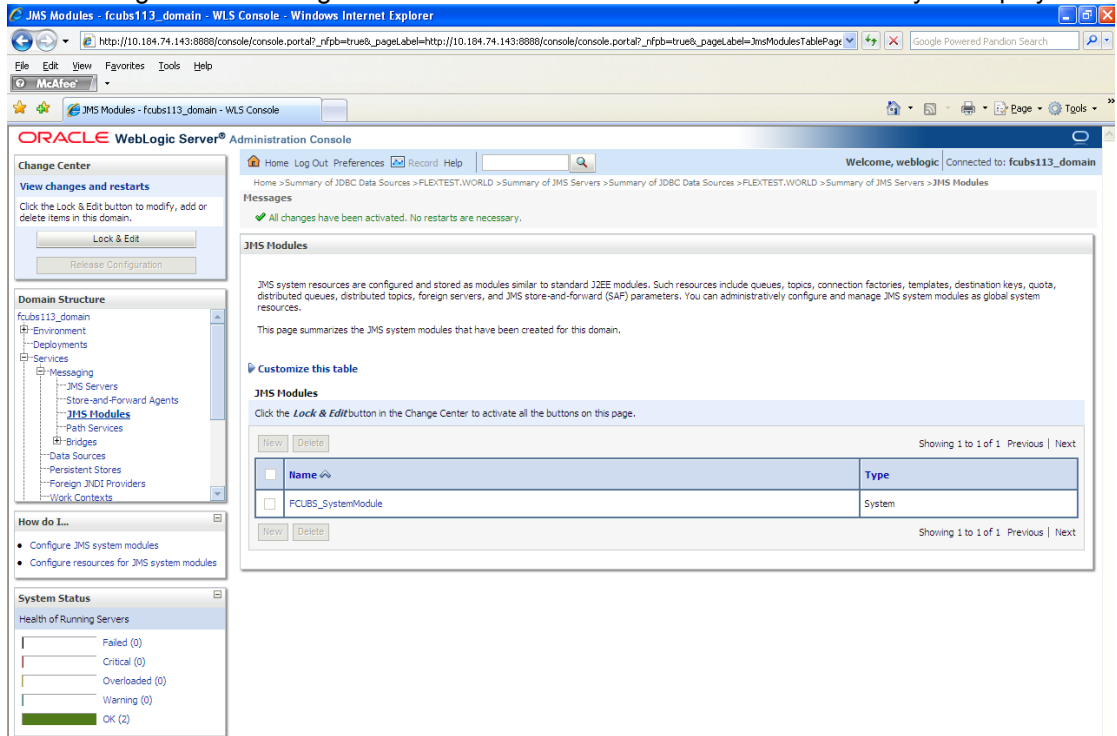 JMS Modules - fcubs113_domain - WLS Console - Windows Internet Explorer
http://10.184.74.143:8888/console/console.portal?_nfpb=true&_pageLabel=http://10.184.74.143:8888/console/console.portal?_nfpb=true&_pageLabel=JmsModulesTablePage
Google Powered Pandion Search
File Edit View Favorites Tools Help
McAfee
JMS Modules - fcubs113_domain - WLS Console
Page Tools »
ORACLE WebLogic Server® Administration Console
Change Center
View changes and restarts
Click the Lock & Edit button to modify, add or
delete items in this domain.
Lock & Edit
Release Configuration
Domain Structure
fcubs113_domain
Environment
Deployments
Services
Messaging
JMS Servers
Store-and-Forward Agents
JMS Modules
Path Services
Bridges
Data Sources
Persistent Stores
Foreign JNDI Providers
Work Contexts
How do I...
Configure JMS system modules
Configure resources for JMS system modules
System Status
Health of Running Servers
Failed (0)
Critical (0)
Overloaded (0)
Warning (0)
OK (2)
Home Log Out Preferences Record Help
Welcome, weblogic Connected to: fcubs113_domain
Home >Summary of JDBC Data Sources >FLEXTEST.WORLD >Summary of JMS Servers >Summary of JDBC Data Sources >FLEXTEST.WORLD >Summary of JMS Servers >JMS Modules
Messages
All changes have been activated. No restarts are necessary.
JMS Modules
JMS system resources are configured and stored as modules similar to standard J2EE modules. Such resources include queues, topics, connection factories, templates, destination keys, quota,
distributed queues, distributed topics, foreign servers, and JMS store-and-forward (SAF) parameters. You can administratively configure and manage JMS system modules as global system
resources.
This page summarizes the JMS system modules that have been created for this domain.
Customize this table
JMS Modules
Click the Lock & Edit button in the Change Center to activate all the buttons on this page.
New Delete Showing 1 to 1 of 1 Previous | Next
Name Type
FCUBS_SystemModule System
New Delete Showing 1 to 1 of 1 Previous | Next